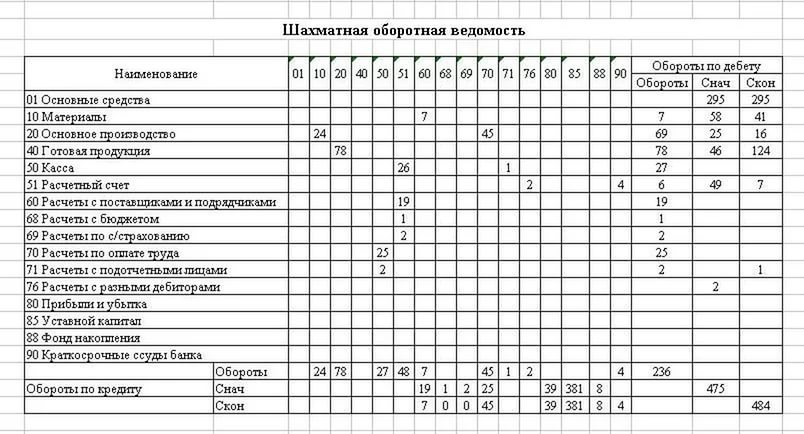 Шахматная оборотная ведомость
Наименование 01 10 20 40 50 51 60 68 69 70 71 76 80 85 88 90 Обороты по дебету
Обороты Снач Скон
01 Основные средства 295 295
10 Материалы 7 7 58 41
20 Основное производство 24 45 69 25 16
40 Готовая продукция 78 78 46 124
50 Касса 26 1 27
51 Расчетный счет 2 4 6 49 7
60 Расчеты с поставщиками и подрядчиками 19 19
68 Расчеты с бюджетом 1 1
69 Расчеты по с/страхованию 2 2
70 Расчеты по оплате труда 25 25
71 Расчеты с подотчетными лицами 2 2 1
76 Расчеты с разными дебиторами 2
80 Прибыли и убытка
85 Уставной капитал
88 Фонд накопления
90 Краткосрочные ссуды банка
Обороты 24 78 27 48 7 45 1 2 4 236
Обороты по кредиту Снач 19 1 2 25 39 381 8 475
Скон 7 0 0 45 39 381 8 4 484